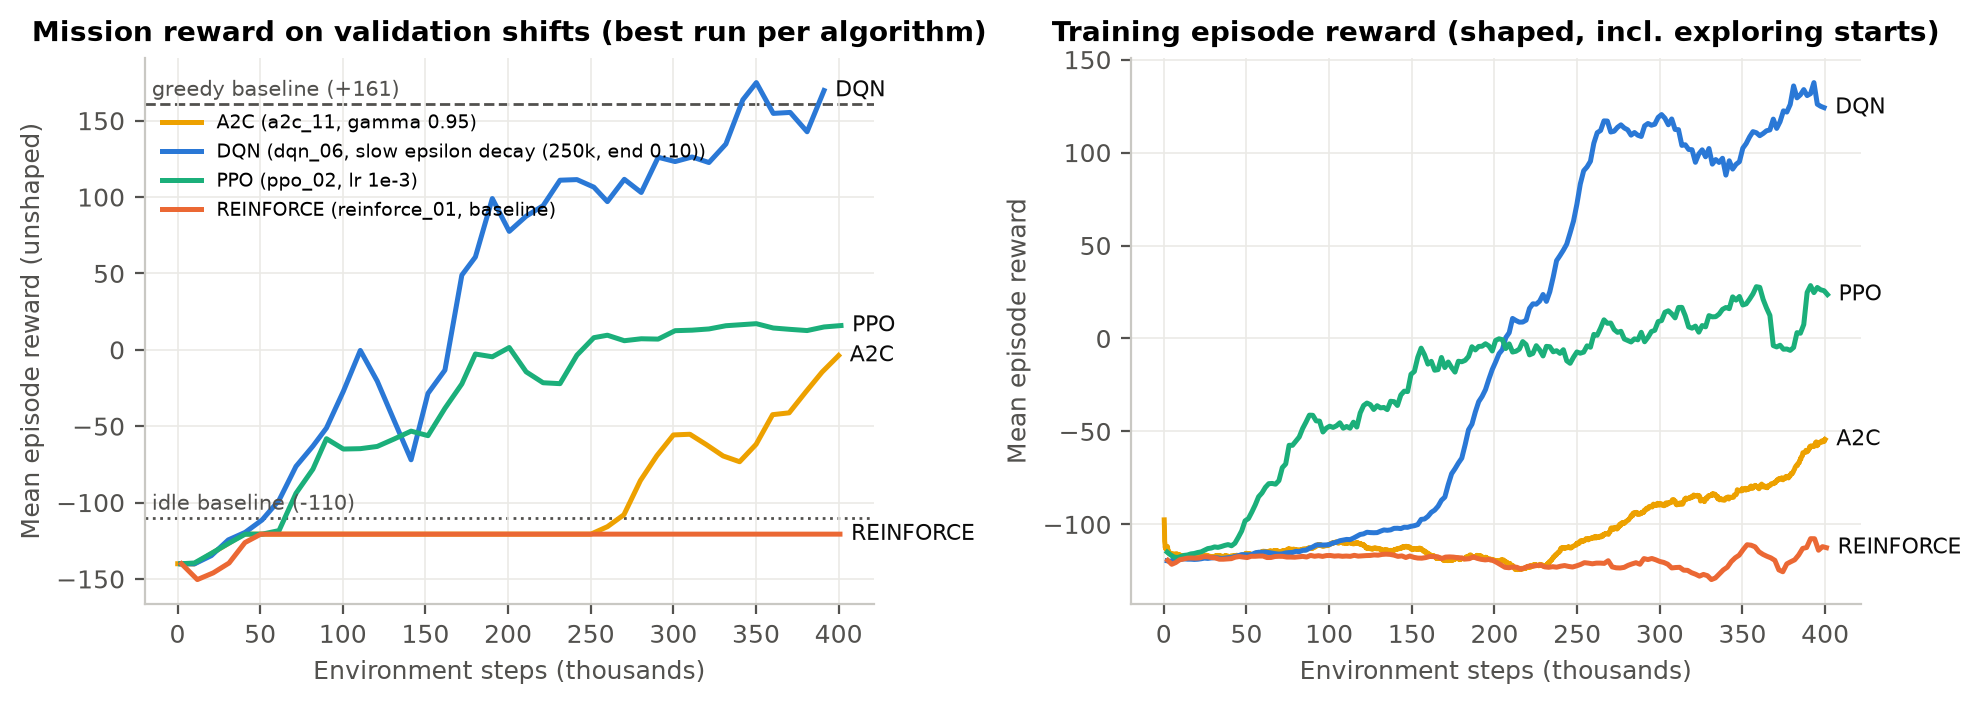 Mission reward on validation shifts (best run per algorithm)
Mean episode reward (unshaped)
150
100
50
0
−50
−100
−150
greedy baseline (+161)
A2C (a2c_11, gamma 0.95)
DQN (dqn_06, slow epsilon decay (250k, end 0.10))
PPO (ppo_02, lr 1e-3)
REINFORCE (reinforce_01, baseline)
idle baseline (-110)
DQN
PPO
A2C
REINFORCE
0 50 100 150 200 250 300 350 400
Environment steps (thousands)
Training episode reward (shaped, incl. exploring starts)
Mean episode reward
150
100
50
0
−50
−100
DQN
PPO
A2C
REINFORCE
0 50 100 150 200 250 300 350 400
Environment steps (thousands)